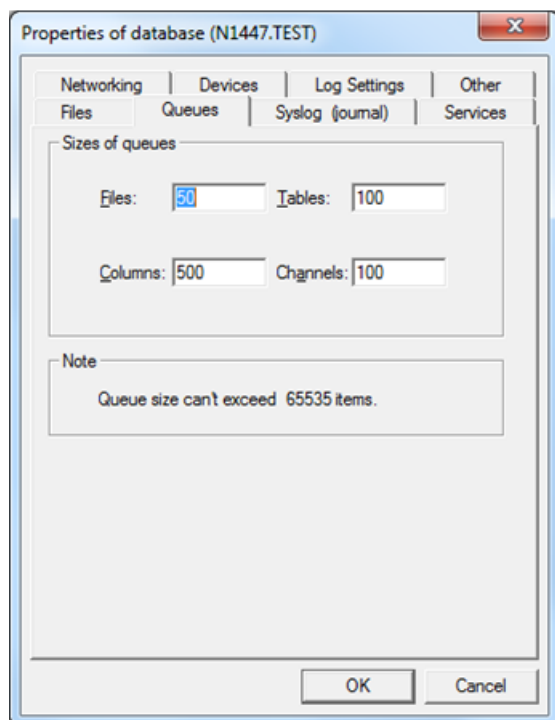 Properties of database (N1447.TEST)
Networking Devices Log Settings Other
Files Queues Syslog (journal) Services
Sizes of queues
Files: 50 Tables: 100
Columns: 500 Channels: 100
Note
Queue size can't exceed 65535 items.
OK Cancel